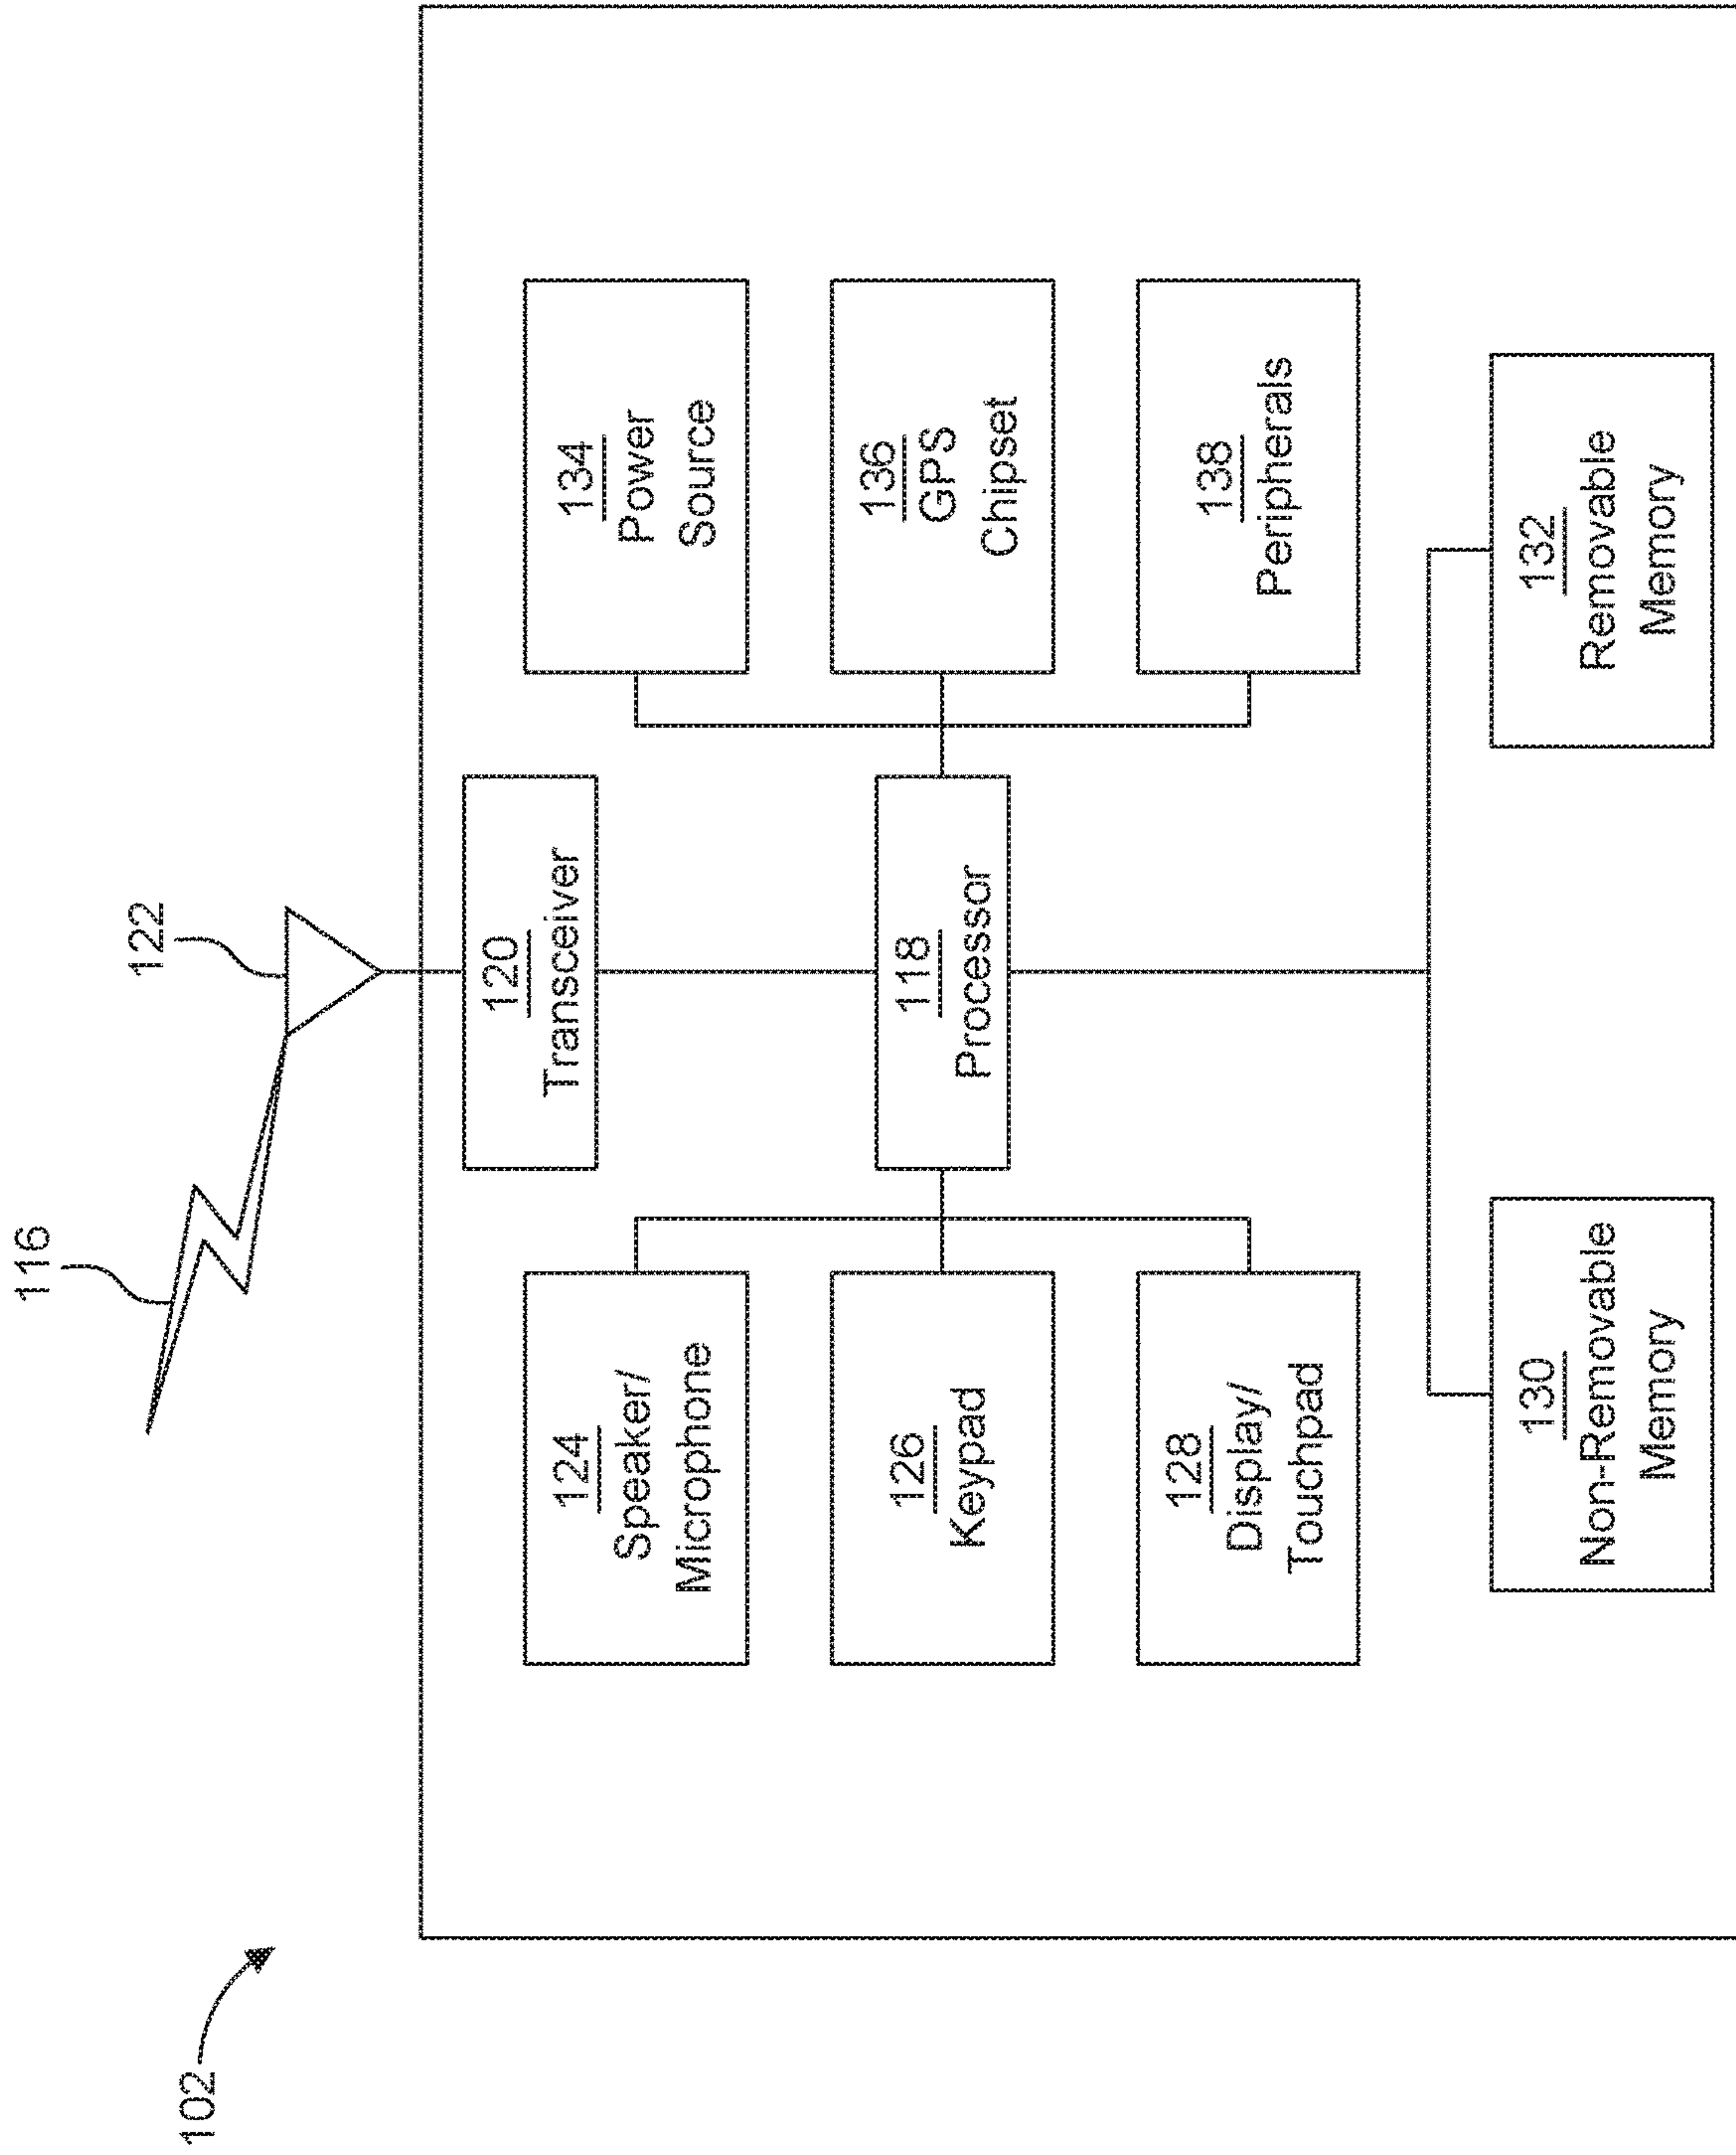 102
116
122
120
Transceiver
124
Speaker/
Microphone
134
Power
Source
118
Processor
126
Keypad
136
GPS
Chipset
128
Display/
Touchpad
138
Peripherals
130
Non-Removable
Memory
132
Removable
Memory